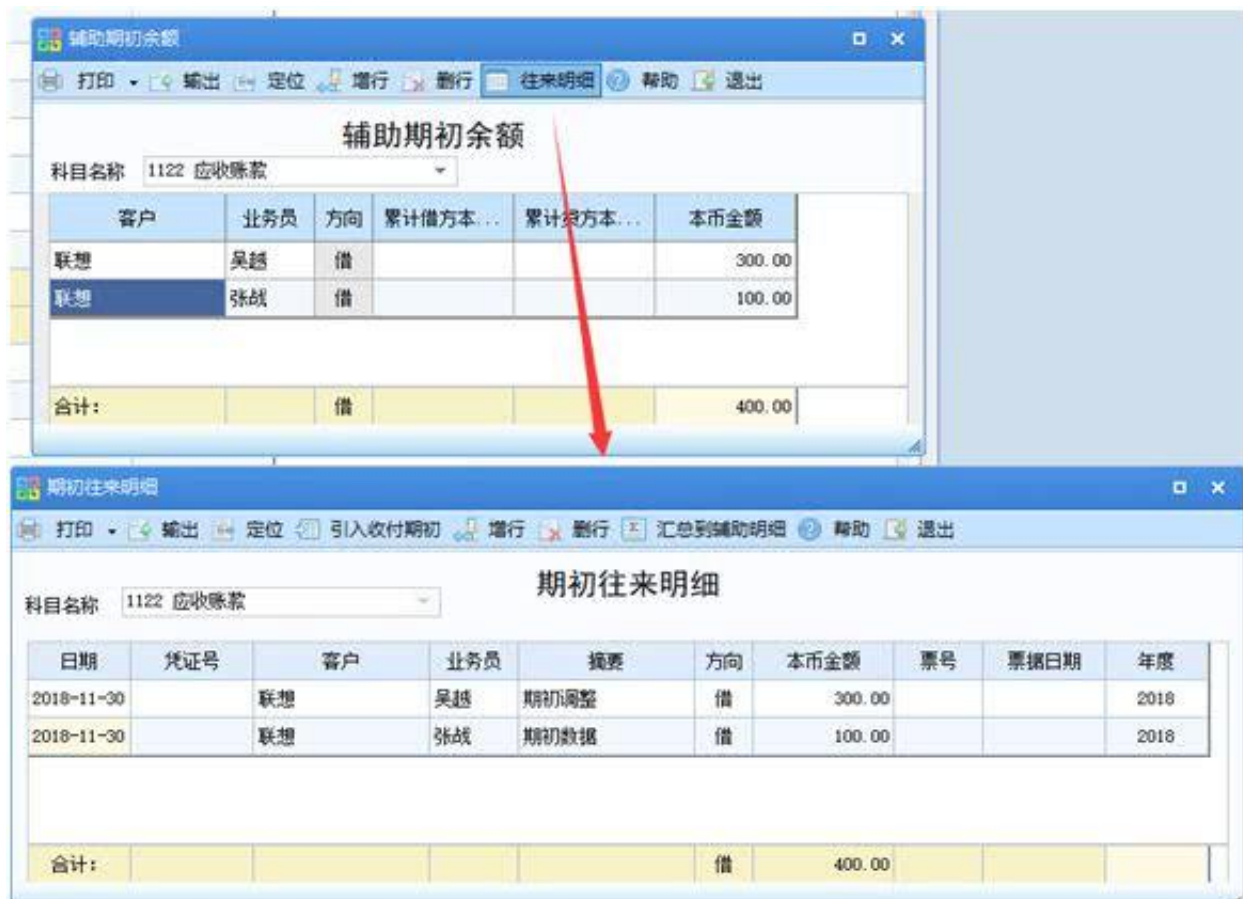 辅助期初余额
打印 输出 定位 增行 删行 往来明细 帮助 退出
辅助期初余额
科目名称 1122 应收账款
客户 业务员 方向 累计借方本... 累计贷方本... 本币金额
联想 吴越 借 300.00
联想 张战 借 100.00
合计: 借 400.00
期初往来明细
打印 输出 定位 引入收付期初 增行 删行 汇总到辅助明细 帮助 退出
期初往来明细
科目名称 1122 应收账款
日期 凭证号 客户 业务员 摘要 方向 本币金额 票号 票据日期 年度
2018-11-30 联想 吴越 期初调整 借 300.00 2018
2018-11-30 联想 张战 期初数据 借 100.00 2018
合计: 借 400.00